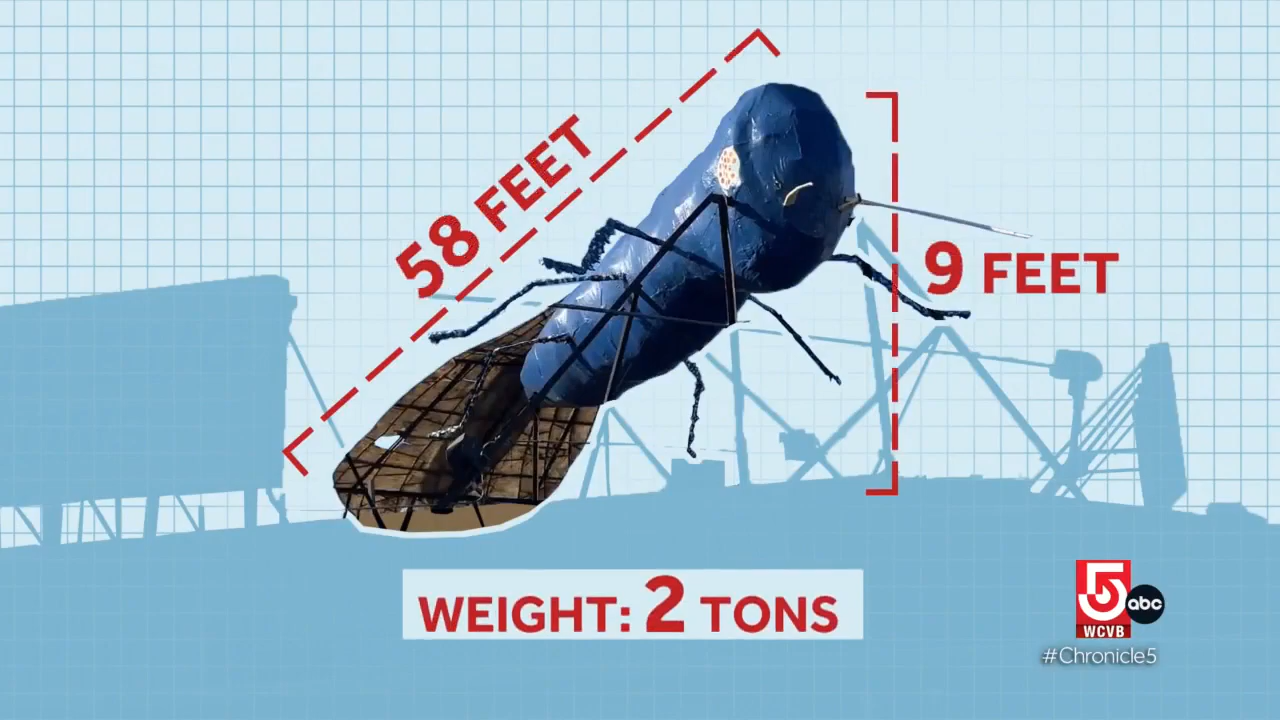 58 FEET
9 FEET
WEIGHT: 2 TONS
5
abc
WCVB
#Chronicle5